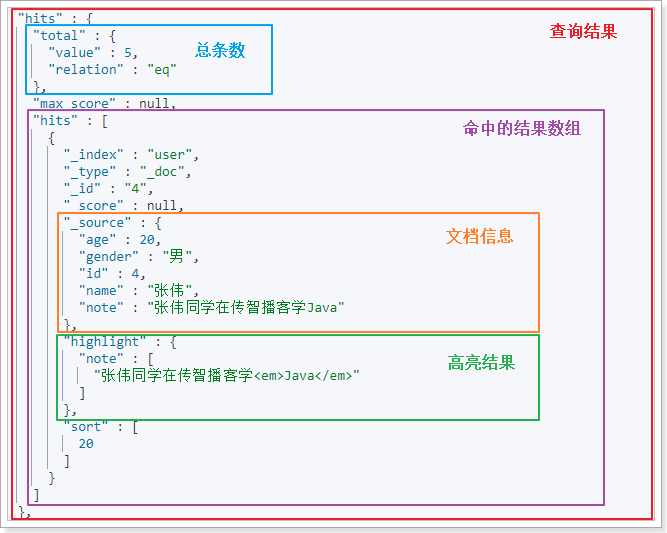 "hits" : {
查询结果
"total" : {
总条数
"value" : 5,
"relation" : "eq"
},
"max_score" : null,
"hits" : [
命中的结果数组
{
"_index" : "user",
"_type" : "_doc",
"_id" : "4",
"_score" : null,
"_source" : {
文档信息
"age" : 20,
"gender" : "男",
"id" : 4,
"name" : "张伟",
"note" : "张伟同学在传智播客学Java"
},
"highlight" : {
高亮结果
"note" : [
"张伟同学在传智播客学<em>Java</em>"
]
},
"sort" : [
20
]
}
]
},